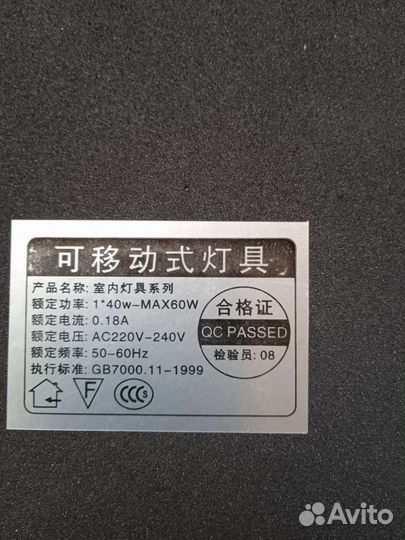 可移动式灯具
产品名称: 室内灯具系列
额定功率: 1*40w-MAX60W
额定电流: 0.18A
额定电压: AC220V-240V
额定频率: 50-60Hz
执行标准: GB7000.11-1999
合格证
QC PASSED
检验员: 08
F
CCC S
Avito